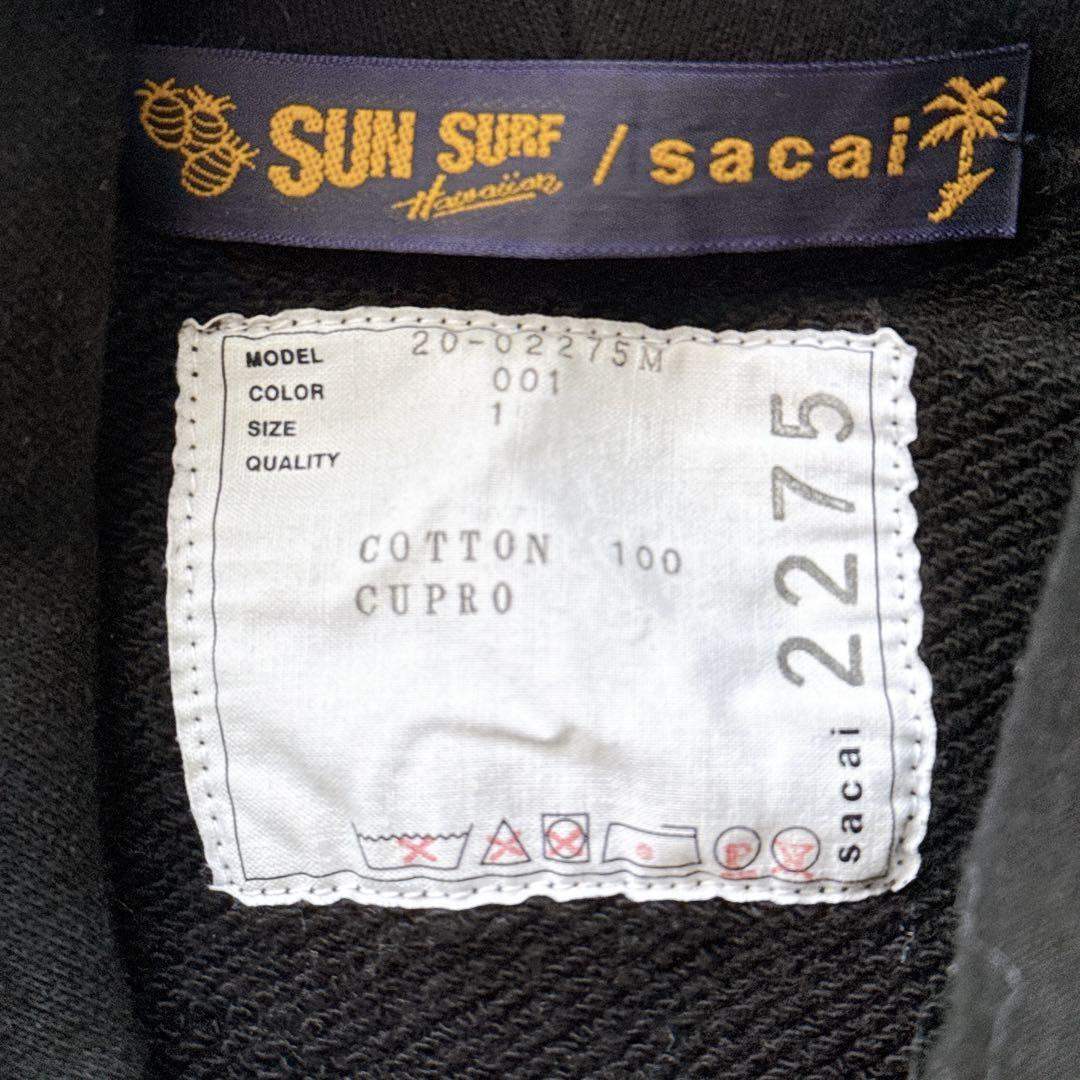 SUN SURF / sacai
Hawaiian
MODEL 20-02275M
COLOR 001
SIZE 1
QUALITY
COTTON 100
CUPRO
2275
sacai
P
W